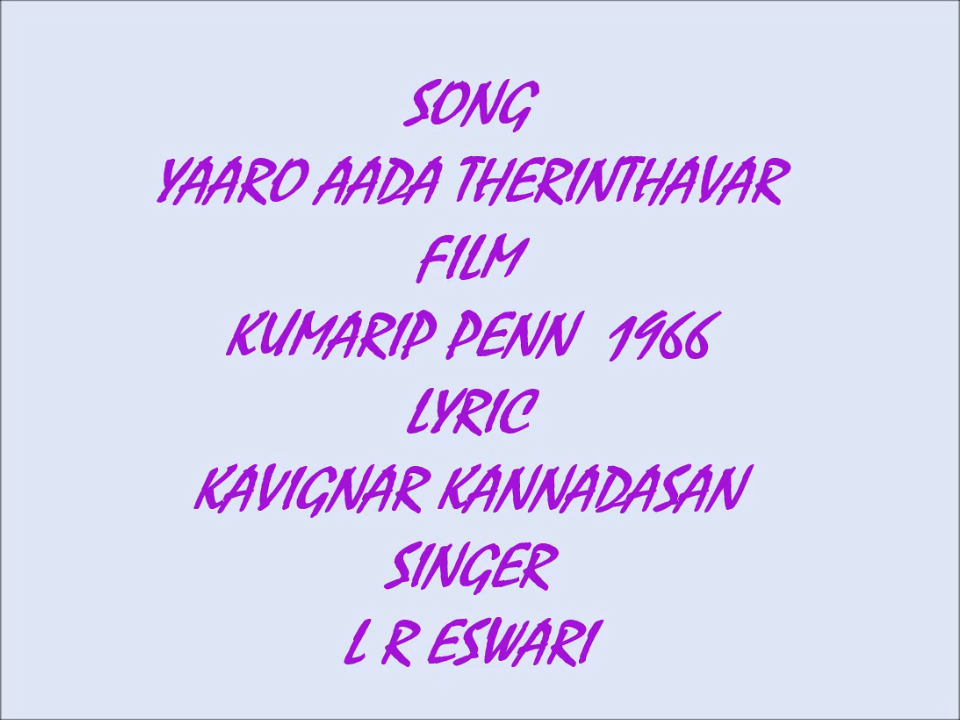 SONG
YAARO AADA THERINTHAVAR
FILM
KUMARIP PENN 1966
LYRIC
KAVIGNAR KANNADASAN
SINGER
L R ESWARI